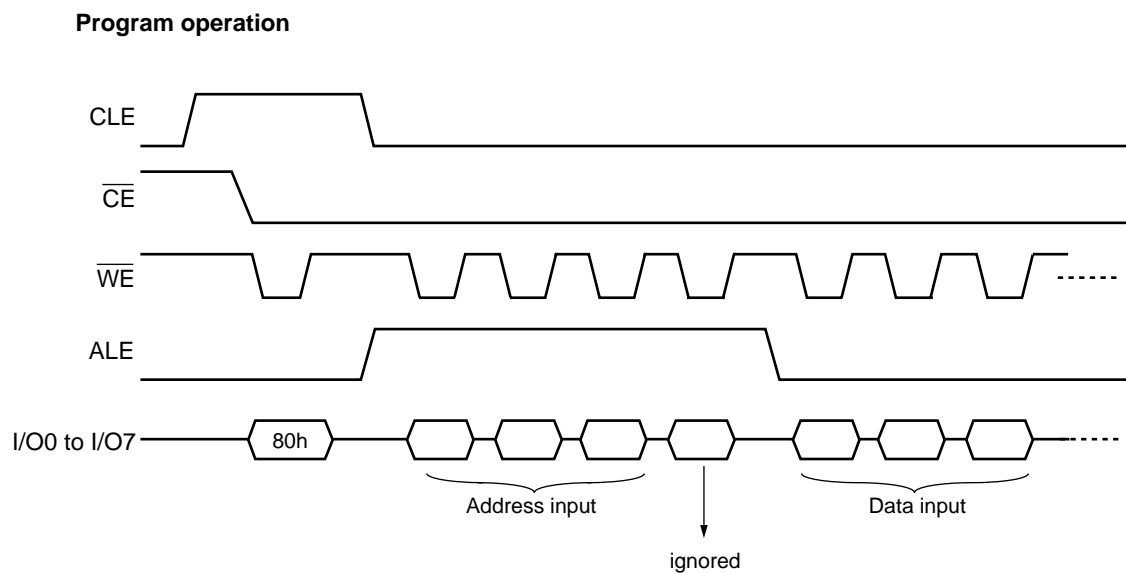 Program operation
CLE
CE
WE
ALE
I/O0 to I/O7
80h
Address input
Data input
ignored